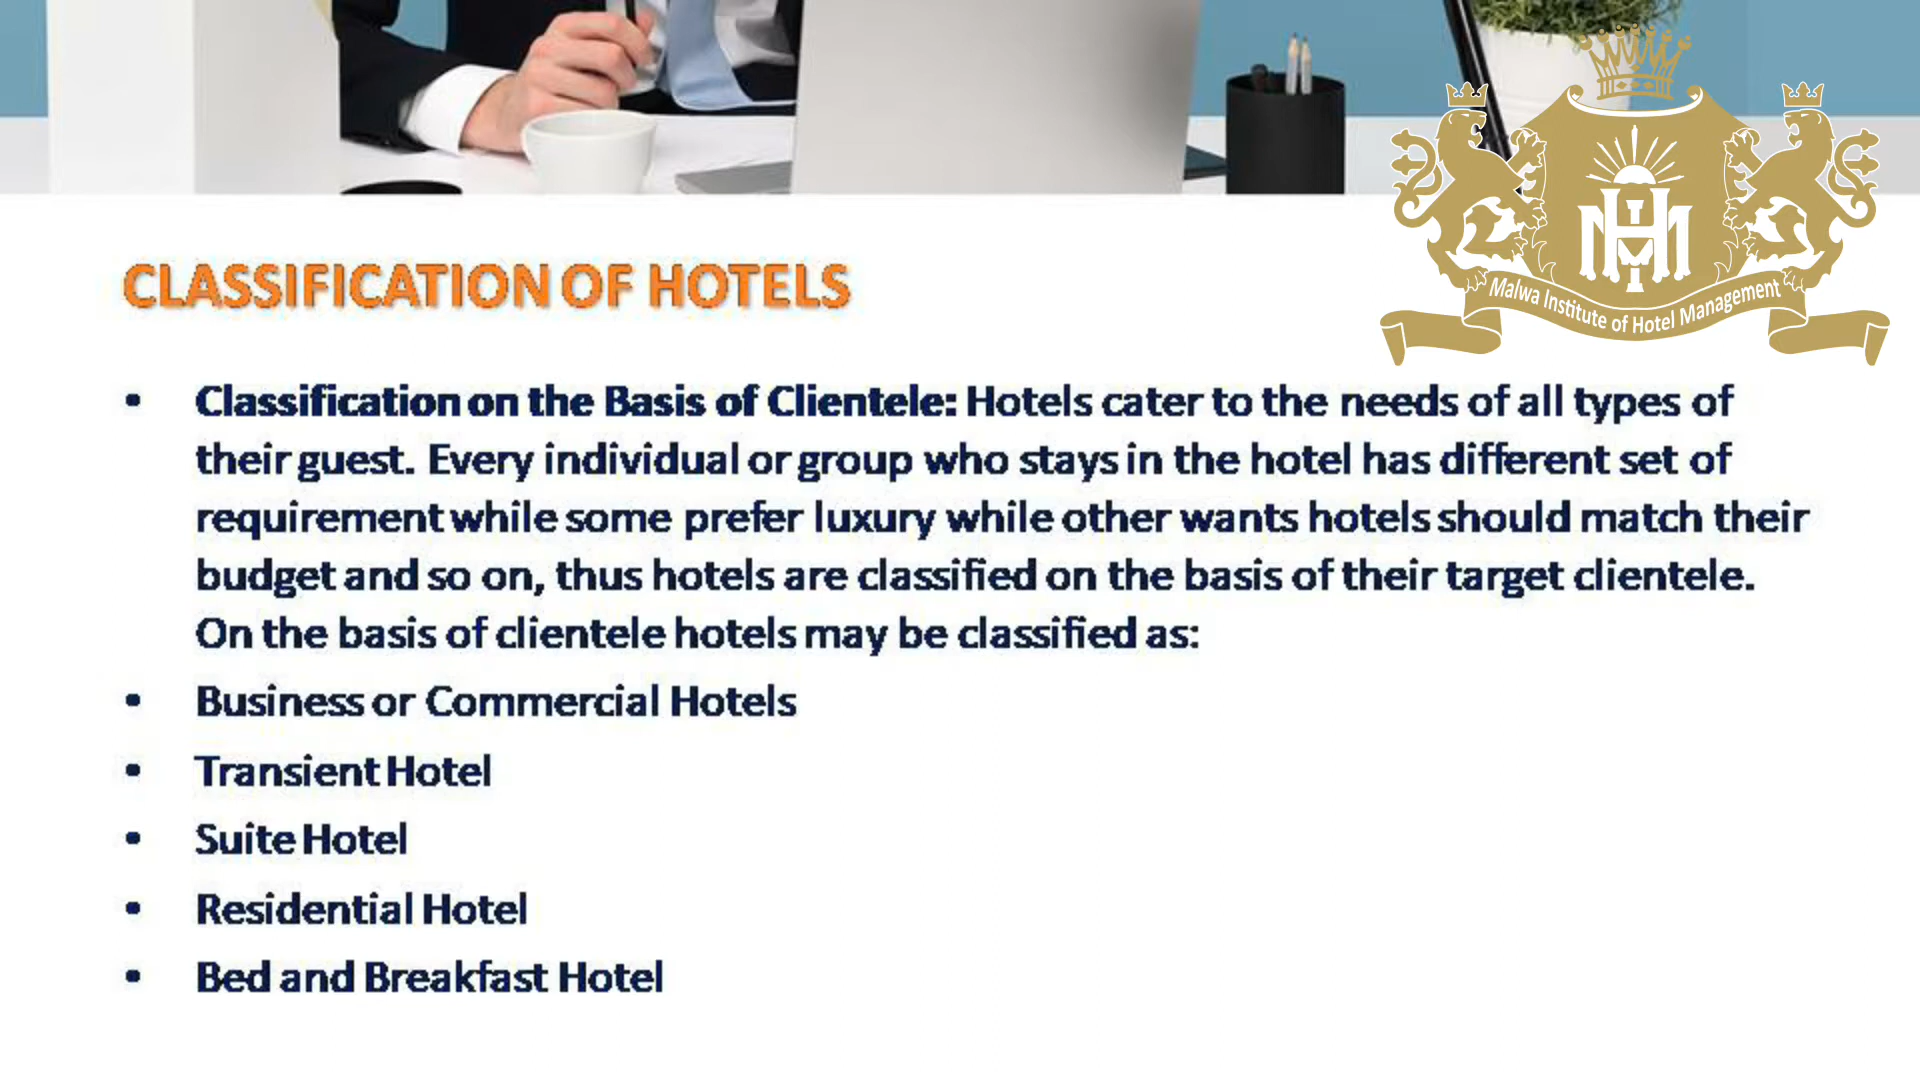 Malwa Institute of Hotel Management
CLASSIFICATION OF HOTELS
• Classification on the Basis of Clientele: Hotels cater to the needs of all types of
their guest. Every individual or group who stays in the hotel has different set of
requirement while some prefer luxury while other wants hotels should match their
budget and so on, thus hotels are classified on the basis of their target clientele.
On the basis of clientele hotels may be classified as:
• Business or Commercial Hotels
• Transient Hotel
• Suite Hotel
• Residential Hotel
• Bed and Breakfast Hotel